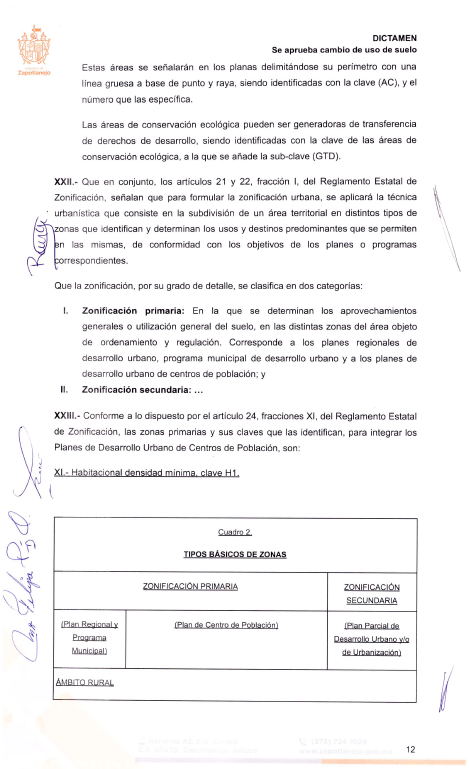 Zapotlanejo
DICTAMEN
Se aprueba cambio de uso de suelo
Estas áreas se señalarán en los planas delimitándose su perímetro con una
línea gruesa a base de punto y raya, siendo identificadas con la clave (AC), y el
número que las específica.
Las áreas de conservación ecológica pueden ser generadoras de transferencia
de derechos de desarrollo, siendo identificadas con la clave de las áreas de
conservación ecológica, a la que se añade la sub-clave (GTD).
XXII.- Que en conjunto, los artículos 21 y 22, fracción I, del Reglamento Estatal de
Zonificación, señalan que para formular la zonificación urbana, se aplicará la técnica
urbanística que consiste en la subdivisión de un área territorial en distintos tipos de
zonas que identifican y determinan los usos y destinos predominantes que se permiten
en las mismas, de conformidad con los objetivos de los planes o programas
correspondientes.
Que la zonificación, por su grado de detalle, se clasifica en dos categorías:
I. Zonificación primaria: En la que se determinan los aprovechamientos
generales o utilización general del suelo, en las distintas zonas del área objeto
de ordenamiento y regulación. Corresponde a los planes regionales de
desarrollo urbano, programa municipal de desarrollo urbano y a los planes de
desarrollo urbano de centros de población; y
II. Zonificación secundaria: ...
XXIII.- Conforme a lo dispuesto por el artículo 24, fracciones XI, del Reglamento Estatal
de Zonificación, las zonas primarias y sus claves que las identifican, para integrar los
Planes de Desarrollo Urbano de Centros de Población, son:
XI.- Habitacional densidad mínima, clave H1.
Cuadro 2.
TIPOS BÁSICOS DE ZONAS
ZONIFICACIÓN PRIMARIA
ZONIFICACIÓN
SECUNDARIA
(Plan Regional y
Programa
Municipal)
(Plan de Centro de Población)
(Plan Parcial de
Desarrollo Urbano y/o
de Urbanización)
ÁMBITO RURAL
www.zapotlanejo.gob.mx
12